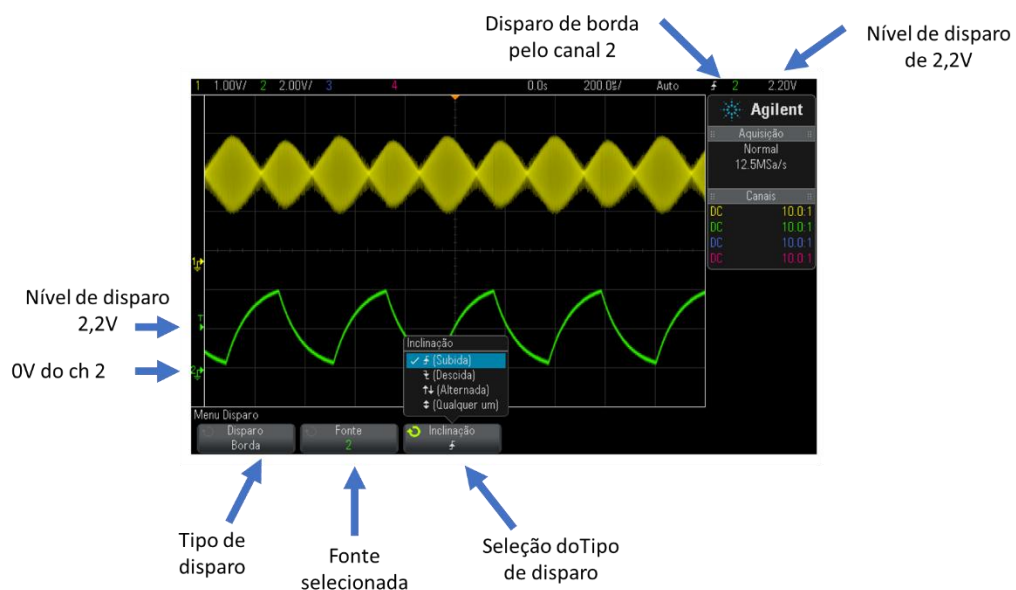 Disparo de borda
pelo canal 2
Nível de disparo
de 2,2V
1 1.00V/ 2 2.00V/ 3 4 0.0s 200.0s/ Auto 2 2.20V
Agilent
Aquisição
Normal
12.5MSa/s
Canais
DC 10.0:1
DC 10.0:1
DC 10.0:1
DC 10.0:1
1
Nível de disparo
2,2V
T
0V do ch 2
2
Inclinação
(Subida)
(Descida)
(Alternada)
(Qualquer um)
Menu Disparo
Disparo
Borda
Fonte
2
Inclinação
Tipo de
disparo
Fonte
selecionada
Seleção doTipo
de disparo